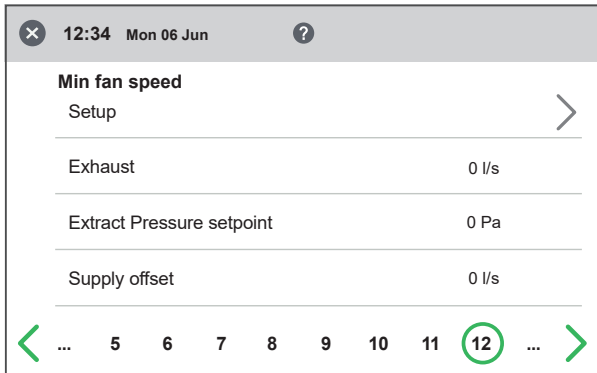 12:34 Mon 06 Jun ?
Min fan speed
Setup
Exhaust 0 l/s
Extract Pressure setpoint 0 Pa
Supply offset 0 l/s
... 5 6 7 8 9 10 11 12 ...